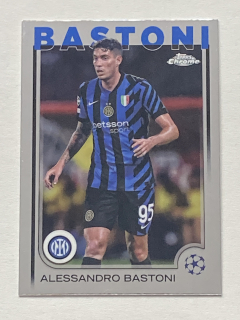 BASTONI
Topps
Chrome
betsson
sport
95
ALESSANDRO BASTONI